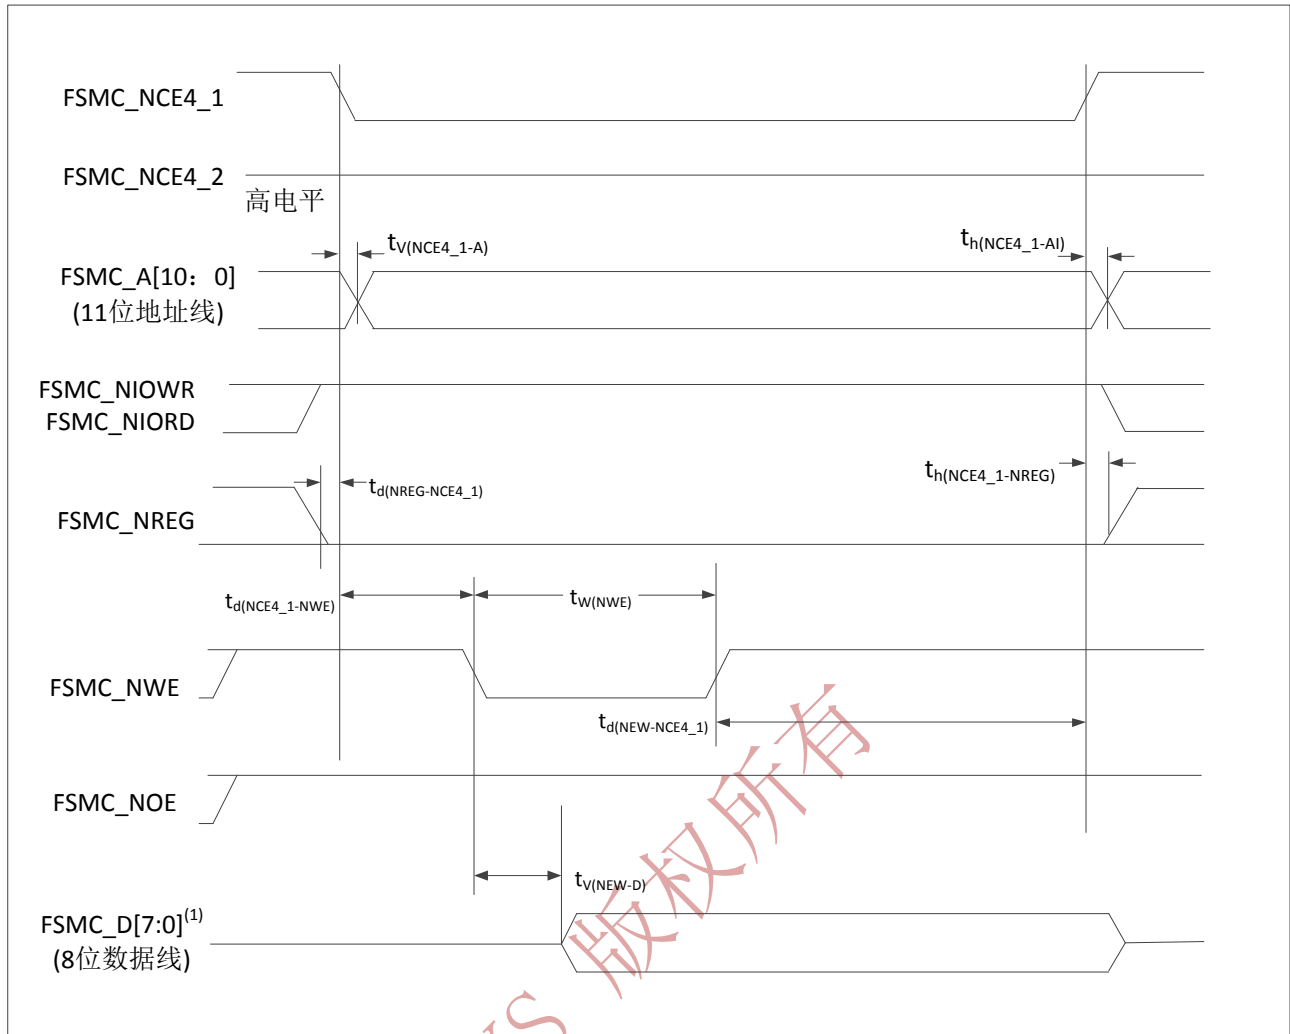 FSMC_NCE4_1
FSMC_NCE4_2
高电平
tV(NCE4_1-A)
th(NCE4_1-AI)
FSMC_A[10：0]
(11位地址线)
FSMC_NIOWR
FSMC_NIORD
td(NREG-NCE4_1)
th(NCE4_1-NREG)
FSMC_NREG
td(NCE4_1-NWE)
tW(NWE)
FSMC_NWE
td(NEW-NCE4_1)
FSMC_NOE
tV(NEW-D)
FSMC_D[7:0](1)
(8位数据线)
版权所有